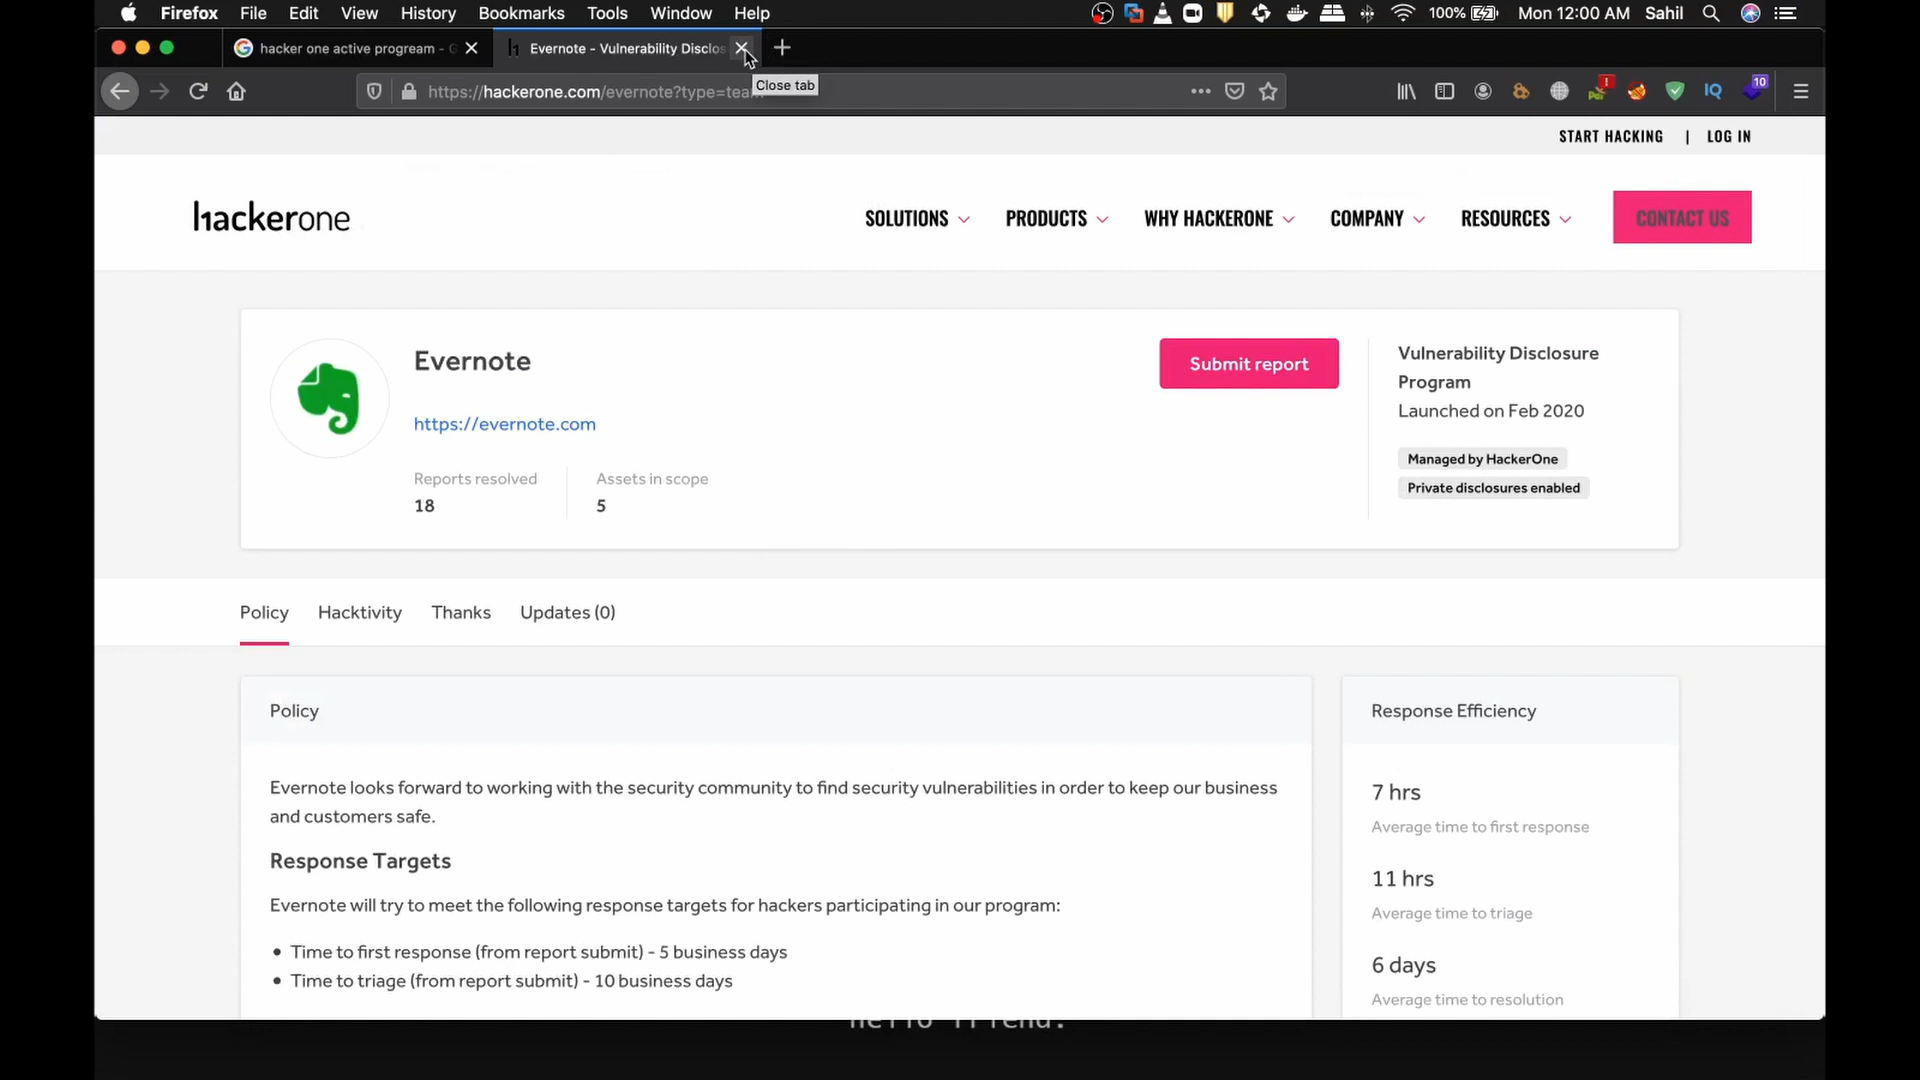 Firefox File Edit View History Bookmarks Tools Window Help 100% Mon 12:00 AM Sahil
hacker one active progream - G
Evernote - Vulnerability Disclos
Close tab
https://hackerone.com/evernote?type=team
IQ
10
START HACKING | LOG IN
hackerone
SOLUTIONS PRODUCTS WHY HACKERONE COMPANY RESOURCES CONTACT US
Evernote
https://evernote.com
Reports resolved
18
Assets in scope
5
Submit report
Vulnerability Disclosure
Program
Launched on Feb 2020
Managed by HackerOne
Private disclosures enabled
Policy Hacktivity Thanks Updates (0)
Policy
Evernote looks forward to working with the security community to find security vulnerabilities in order to keep our business
and customers safe.
Response Targets
Evernote will try to meet the following response targets for hackers participating in our program:
• Time to first response (from report submit) - 5 business days
• Time to triage (from report submit) - 10 business days
Response Efficiency
7 hrs
Average time to first response
11 hrs
Average time to triage
6 days
Average time to resolution